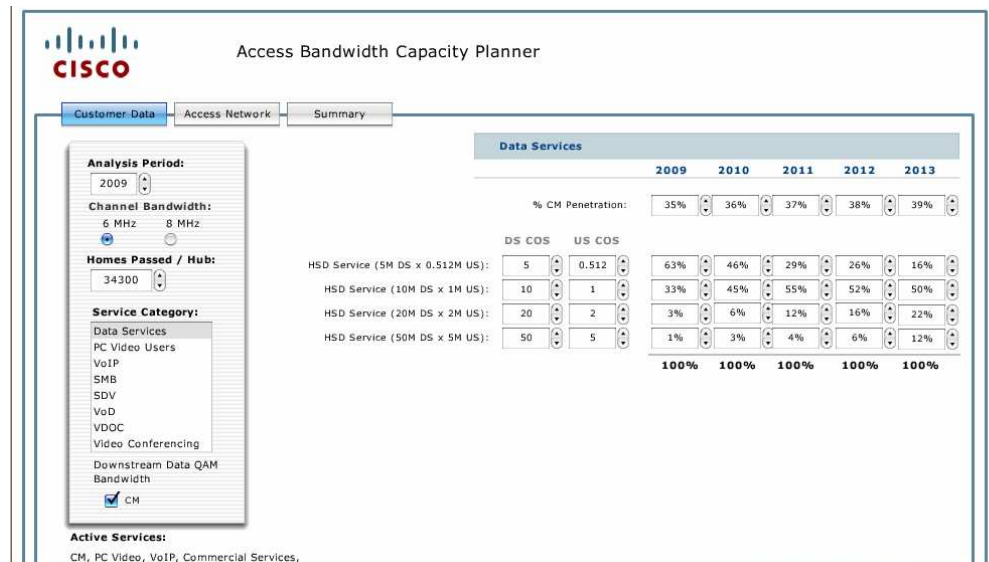 CISCO
Access Bandwidth Capacity Planner
Customer Data Access Network Summary
Analysis Period:
2009
Channel Bandwidth:
6 MHz 8 MHz
Homes Passed / Hub:
34300
Service Category:
Data Services
PC Video Users
VoIP
SMB
SDV
VoD
VDOC
Video Conferencing
Downstream Data QAM
Bandwidth
CM
Active Services:
CM, PC Video, VoIP, Commercial Services,
Data Services
2009 2010 2011 2012 2013
% CM Penetration: 35% 36% 37% 38% 39%
DS COS US COS
HSD Service (5M DS x 0.512M US): 5 0.512 63% 46% 29% 26% 16%
HSD Service (10M DS x 1M US): 10 1 33% 45% 55% 52% 50%
HSD Service (20M DS x 2M US): 20 2 3% 6% 12% 16% 22%
HSD Service (50M DS x 5M US): 50 5 1% 3% 4% 6% 12%
100% 100% 100% 100% 100%